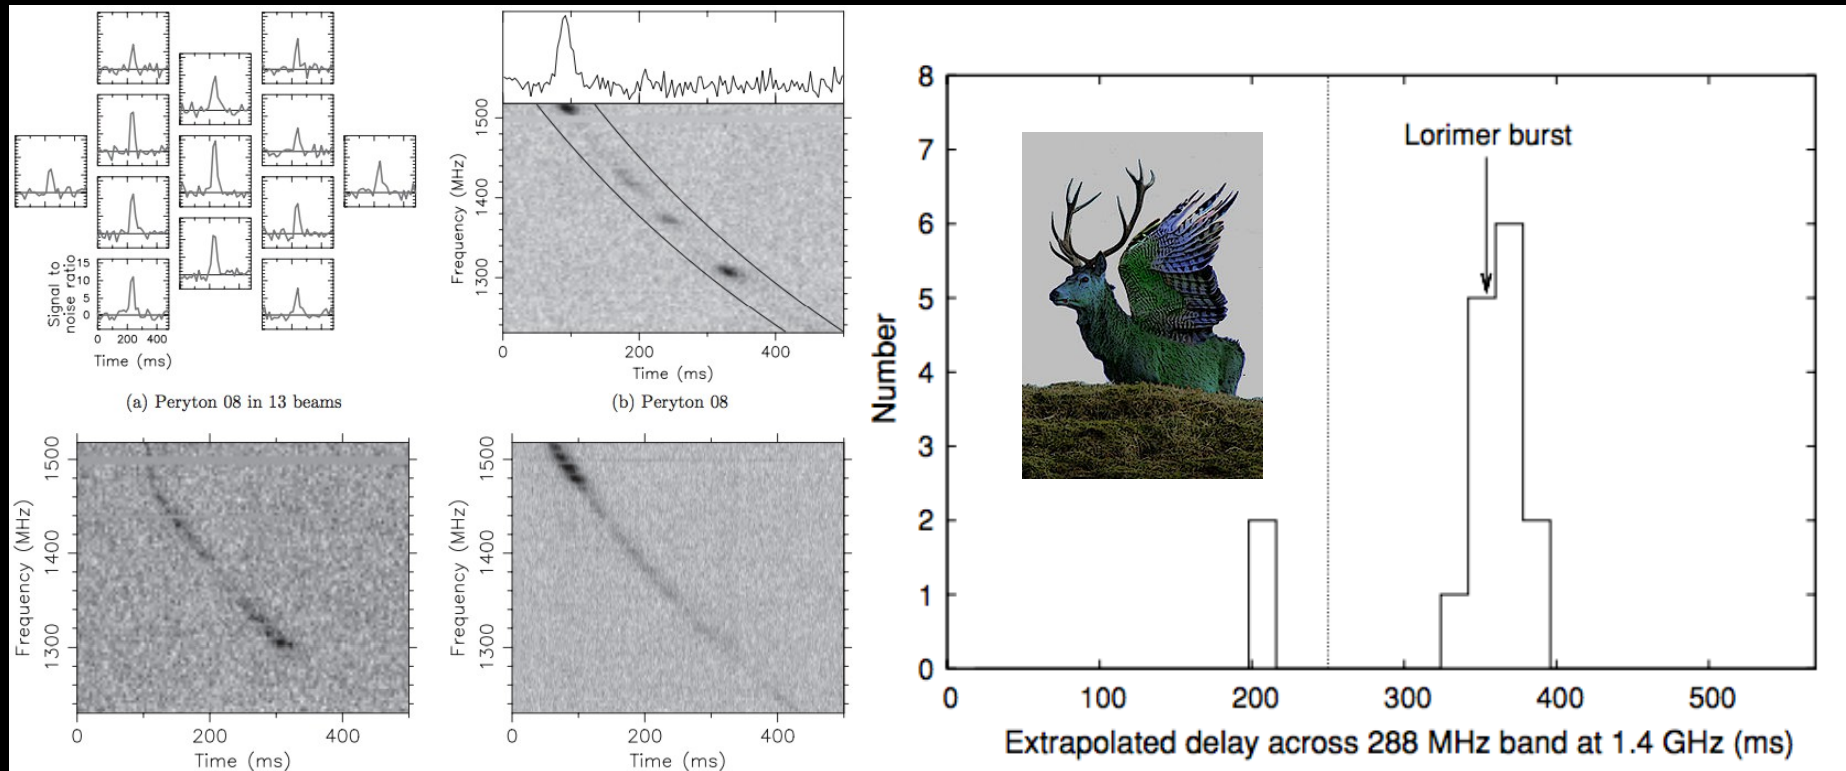 15
10
5
0
Signal to
noise ratio
0 200 400
Time (ms)
(a) Peryton 08 in 13 beams
1500
1400
1300
Frequency (MHz)
0 200 400
Time (ms)
(b) Peryton 08
1500
1400
1300
Frequency (MHz)
0 200 400
Time (ms)
1500
1400
1300
Frequency (MHz)
0 200 400
Time (ms)
8
7
6
5
4
3
2
1
0
Number
Lorimer burst
0 100 200 300 400 500
Extrapolated delay across 288 MHz band at 1.4 GHz (ms)